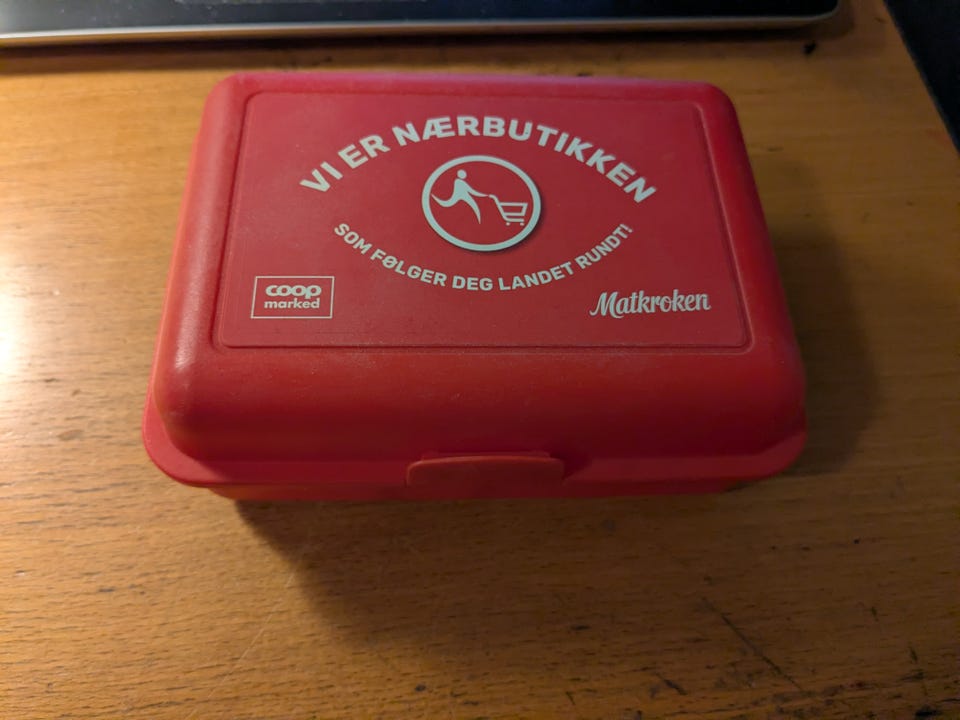 VI ER NÆRBUTIKKEN
SOM FØLGER DEG LANDET RUNDT!
coop
marked
Matkroken